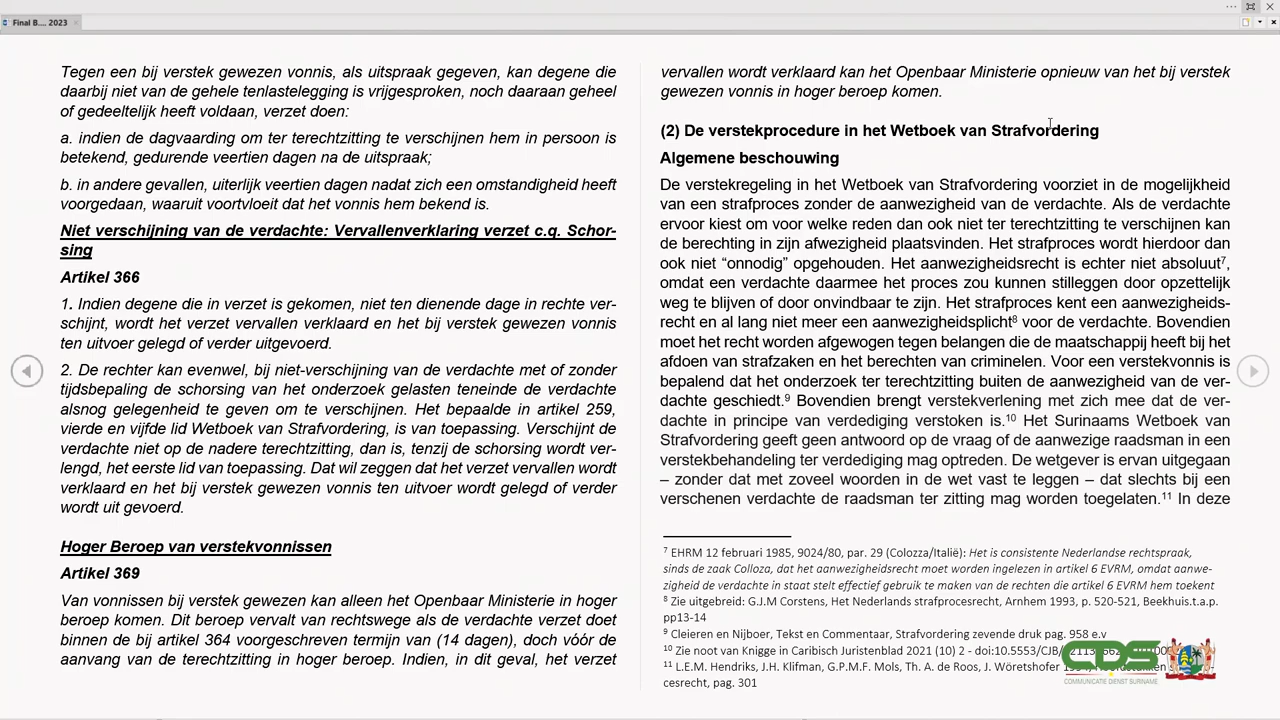 Final B.... 2023
Tegen een bij verstek gewezen vonnis, als uitspraak gegeven, kan degene die
daarbij niet van de gehele tenlastelegging is vrijgesproken, noch daaraan geheel
of gedeeltelijk heeft voldaan, verzet doen:
a. indien de dagvaarding om ter terechtzitting te verschijnen hem in persoon is
betekend, gedurende veertien dagen na de uitspraak;
b. in andere gevallen, uiterlijk veertien dagen nadat zich een omstandigheid heeft
voorgedaan, waaruit voortvloeit dat het vonnis hem bekend is.
Niet verschijning van de verdachte: Vervallenverklaring verzet c.q. Schor-
sing
Artikel 366
1. Indien degene die in verzet is gekomen, niet ten dienende dage in rechte ver-
schijnt, wordt het verzet vervallen verklaard en het bij verstek gewezen vonnis
ten uitvoer gelegd of verder uitgevoerd.
2. De rechter kan evenwel, bij niet-verschijning van de verdachte met of zonder
tijdsbepaling de schorsing van het onderzoek gelasten teneinde de verdachte
alsnog gelegenheid te geven om te verschijnen. Het bepaalde in artikel 259,
vierde en vijfde lid Wetboek van Strafvordering, is van toepassing. Verschijnt de
verdachte niet op de nadere terechtzitting, dan is, tenzij de schorsing wordt ver-
lengd, het eerste lid van toepassing. Dat wil zeggen dat het verzet vervallen wordt
verklaard en het bij verstek gewezen vonnis ten uitvoer wordt gelegd of verder
wordt uit gevoerd.
Hoger Beroep van verstekvonnissen
Artikel 369
Van vonnissen bij verstek gewezen kan alleen het Openbaar Ministerie in hoger
beroep komen. Dit beroep vervalt van rechtswege als de verdachte verzet doet
binnen de bij artikel 364 voorgeschreven termijn van (14 dagen), doch vóór de
aanvang van de terechtzitting in hoger beroep. Indien, in dit geval, het verzet
vervallen wordt verklaard kan het Openbaar Ministerie opnieuw van het bij verstek
gewezen vonnis in hoger beroep komen.
(2) De verstekprocedure in het Wetboek van Strafvordering
Algemene beschouwing
De verstekregeling in het Wetboek van Strafvordering voorziet in de mogelijkheid
van een strafproces zonder de aanwezigheid van de verdachte. Als de verdachte
ervoor kiest om voor welke reden dan ook niet ter terechtzitting te verschijnen kan
de berechting in zijn afwezigheid plaatsvinden. Het strafproces wordt hierdoor dan
ook niet “onnodig” opgehouden. Het aanwezigheidsrecht is echter niet absoluut⁷,
omdat een verdachte daarmee het proces zou kunnen stilleggen door opzettelijk
weg te blijven of door onvindbaar te zijn. Het strafproces kent een aanwezigheids-
recht en al lang niet meer een aanwezigheidsplicht⁸ voor de verdachte. Bovendien
moet het recht worden afgewogen tegen belangen die de maatschappij heeft bij het
afdoen van strafzaken en het berechten van criminelen. Voor een verstekvonnis is
bepalend dat het onderzoek ter terechtzitting buiten de aanwezigheid van de ver-
dachte geschiedt.⁹ Bovendien brengt verstekverlening met zich mee dat de ver-
dachte in principe van verdediging verstoken is.¹⁰ Het Surinaams Wetboek van
Strafvordering geeft geen antwoord op de vraag of de aanwezige raadsman in een
verstekbehandeling ter verdediging mag optreden. De wetgever is ervan uitgegaan
– zonder dat met zoveel woorden in de wet vast te leggen – dat slechts bij een
verschenen verdachte de raadsman ter zitting mag worden toegelaten.¹¹ In deze
⁷ EHRM 12 februari 1985, 9024/80, par. 29 (Colozza/Italië): Het is consistente Nederlandse rechtspraak,
sinds de zaak Colloza, dat het aanwezigheidsrecht moet worden ingelezen in artikel 6 EVRM, omdat aanwe-
zigheid de verdachte in staat stelt effectief gebruik te maken van de rechten die artikel 6 EVRM hem toekent
⁸ Zie uitgebreid: G.J.M Corstens, Het Nederlands strafprocesrecht, Arnhem 1993, p. 520-521, Beekhuis.t.a.p.
pp13-14
⁹ Cleieren en Nijboer, Tekst en Commentaar, Strafvordering zevende druk pag. 958 e.v
¹⁰ Zie noot van Knigge in Caribisch Juristenblad 2021 (10) 2 - doi:10.5553/CJB/
¹¹ L.E.M. Hendriks, J.H. Klifman, G.P.M.F. Mols, Th. A. de Roos, J. Wöretshofer
cesrecht, pag. 301
CDS
COMMUNICATIE DIENST SURINAME